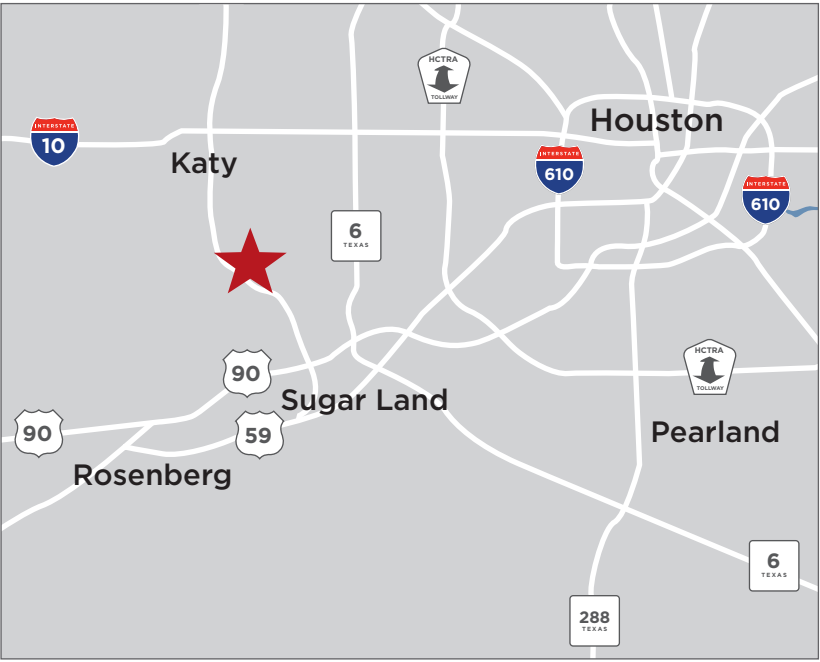 HCTRA
TOLLWAY
Houston
INTERSTATE
10
Katy
INTERSTATE
610
INTERSTATE
610
6
TEXAS
HCTRA
TOLLWAY
90
Sugar Land
90
59
Pearland
Rosenberg
6
TEXAS
288
TEXAS